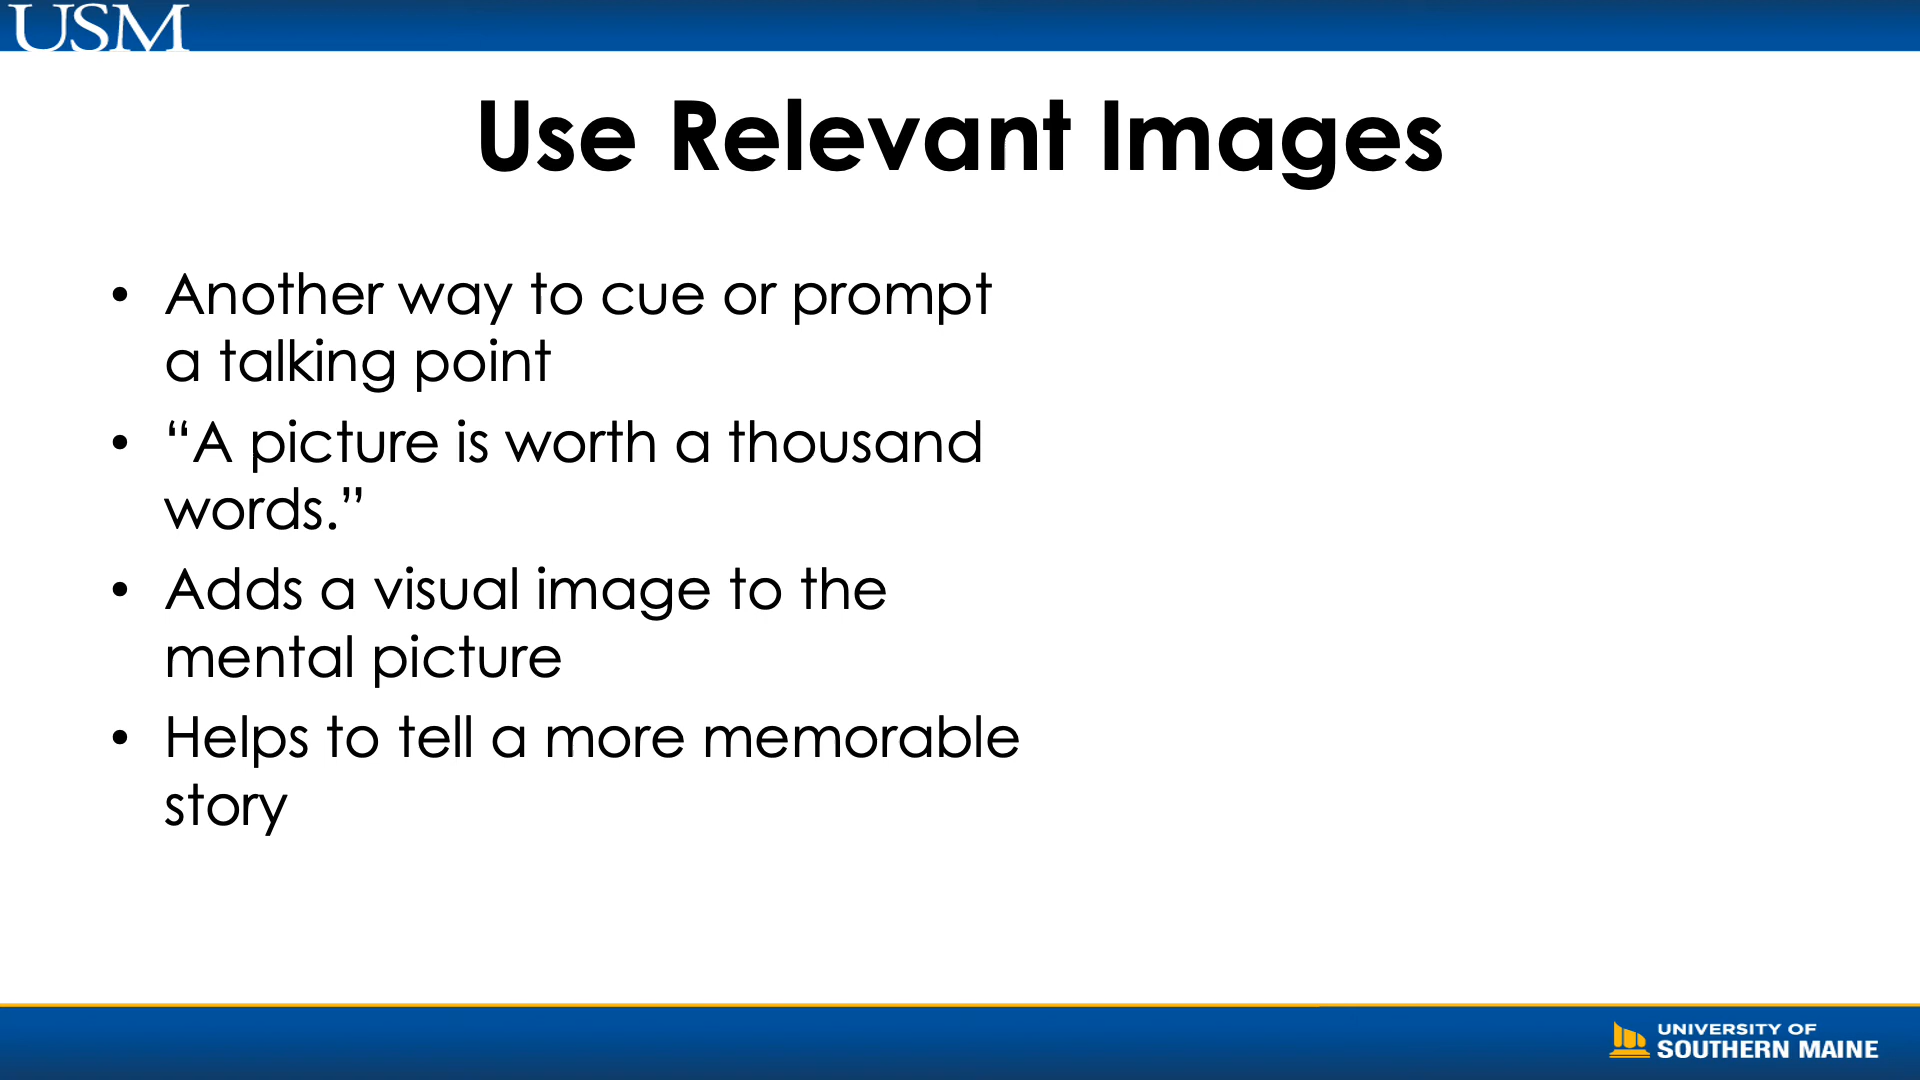 USM
Use Relevant Images
• Another way to cue or prompt
a talking point
• “A picture is worth a thousand
words.”
• Adds a visual image to the
mental picture
• Helps to tell a more memorable
story
UNIVERSITY OF
SOUTHERN MAINE